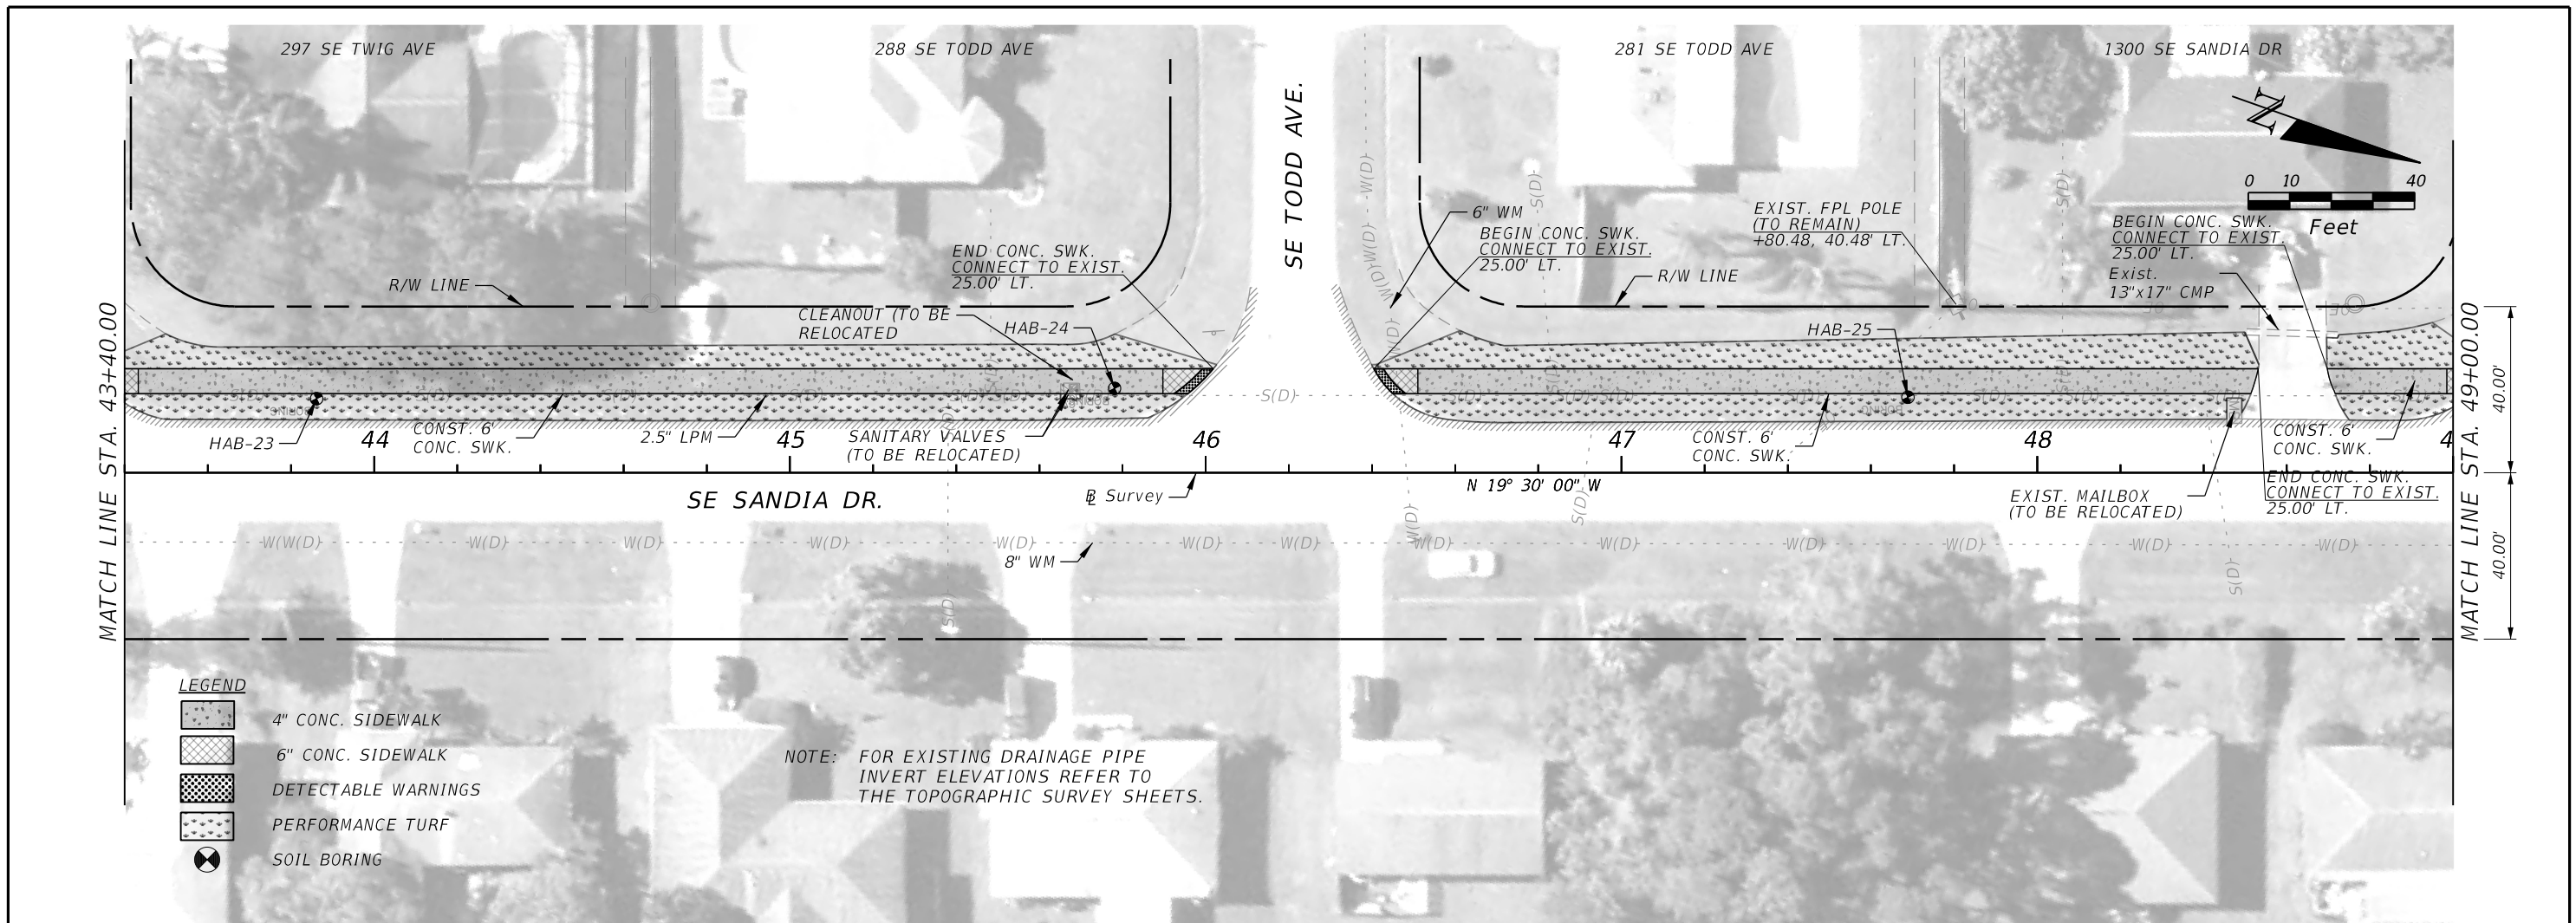 297 SE TWIG AVE
288 SE TODD AVE
281 SE TODD AVE
1300 SE SANDIA DR
SE TODD AVE.
N
0 10 40
Feet
R/W LINE
END CONC. SWK.
CONNECT TO EXIST.
25.00' LT.
CLEANOUT (TO BE
RELOCATED
HAB-24
6" WM
BEGIN CONC. SWK.
CONNECT TO EXIST.
25.00' LT.
R/W LINE
EXIST. FPL POLE
(TO REMAIN)
+80.48, 40.48' LT.
HAB-25
BEGIN CONC. SWK.
CONNECT TO EXIST.
25.00' LT.
Exist.
13"x17" CMP
MATCH LINE STA. 43+40.00
MATCH LINE STA. 49+00.00
40.00'
40.00'
HAB-23
44
CONST. 6'
CONC. SWK.
2.5" LPM
45
SANITARY VALVES
(TO BE RELOCATED)
46
47
CONST. 6'
CONC. SWK.
48
CONST. 6'
CONC. SWK.
4
SE SANDIA DR.
℄ Survey
N 19° 30' 00" W
EXIST. MAILBOX
(TO BE RELOCATED)
END CONC. SWK.
CONNECT TO EXIST.
25.00' LT.
W(W(D) W(D) W(D) W(D) W(D) W(D) W(D) W(D) W(D) W(D) W(D) W(D)
S(D)
8" WM
LEGEND
4" CONC. SIDEWALK
6" CONC. SIDEWALK
DETECTABLE WARNINGS
PERFORMANCE TURF
SOIL BORING
NOTE: FOR EXISTING DRAINAGE PIPE
INVERT ELEVATIONS REFER TO
THE TOPOGRAPHIC SURVEY SHEETS.